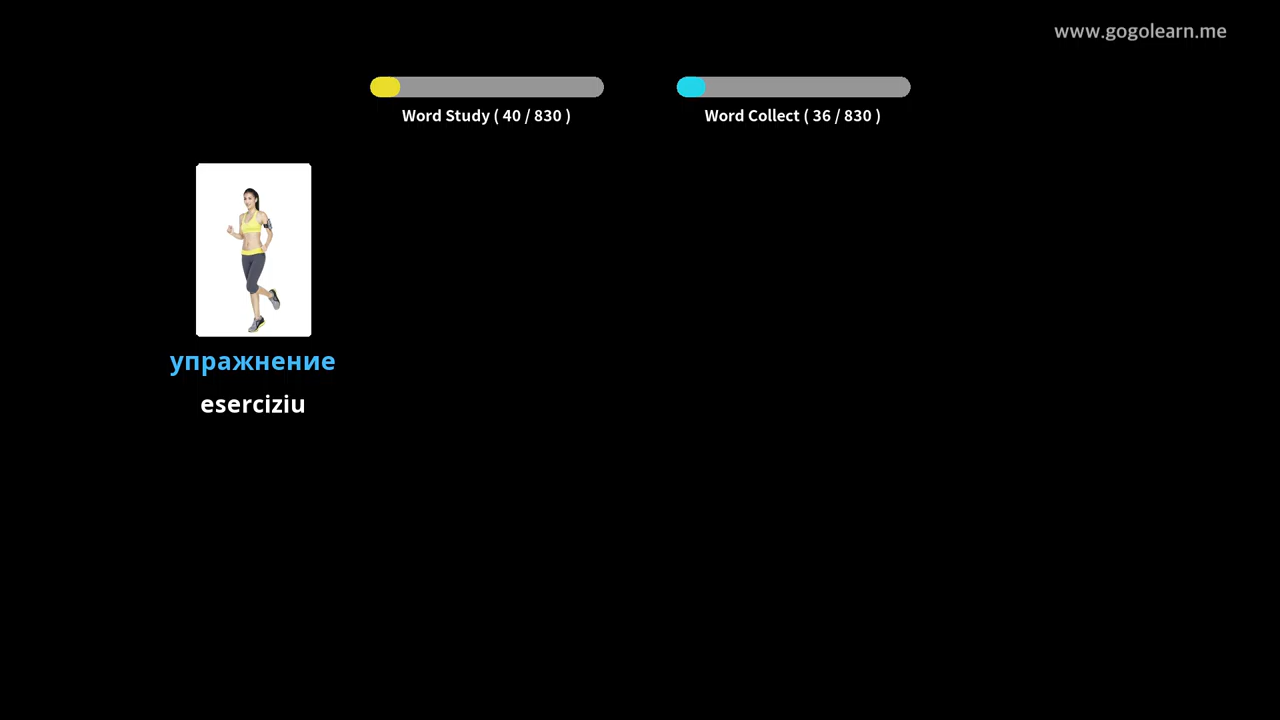 www.gogolearn.me
Word Study ( 40 / 830 )
Word Collect ( 36 / 830 )
упражнение
eserciziu